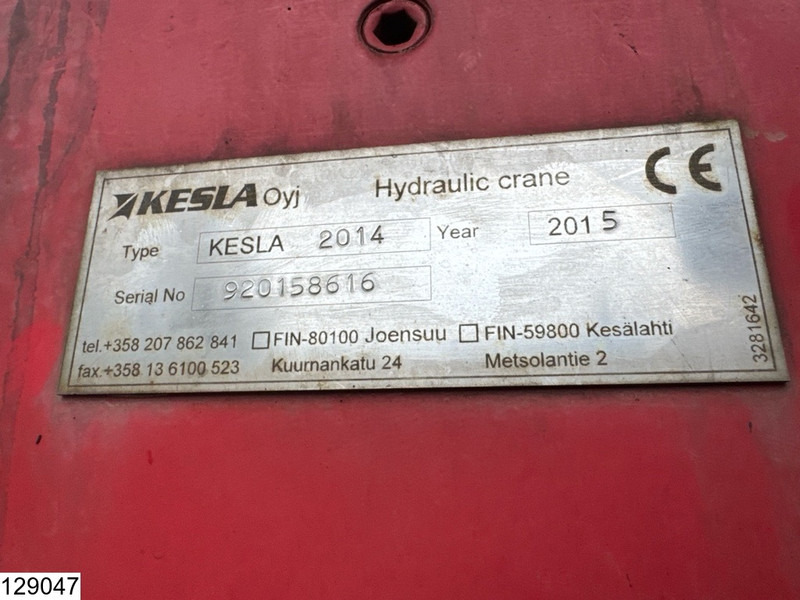 KESLA Oyj Hydraulic crane CE
Type KESLA 2014 Year 2015
Serial No 920158616
tel.+358 207 862 841 FIN-80100 Joensuu FIN-59800 Kesälahti
fax.+358 13 6100 523 Kuurnankatu 24 Metsolantie 2
3281642
129047